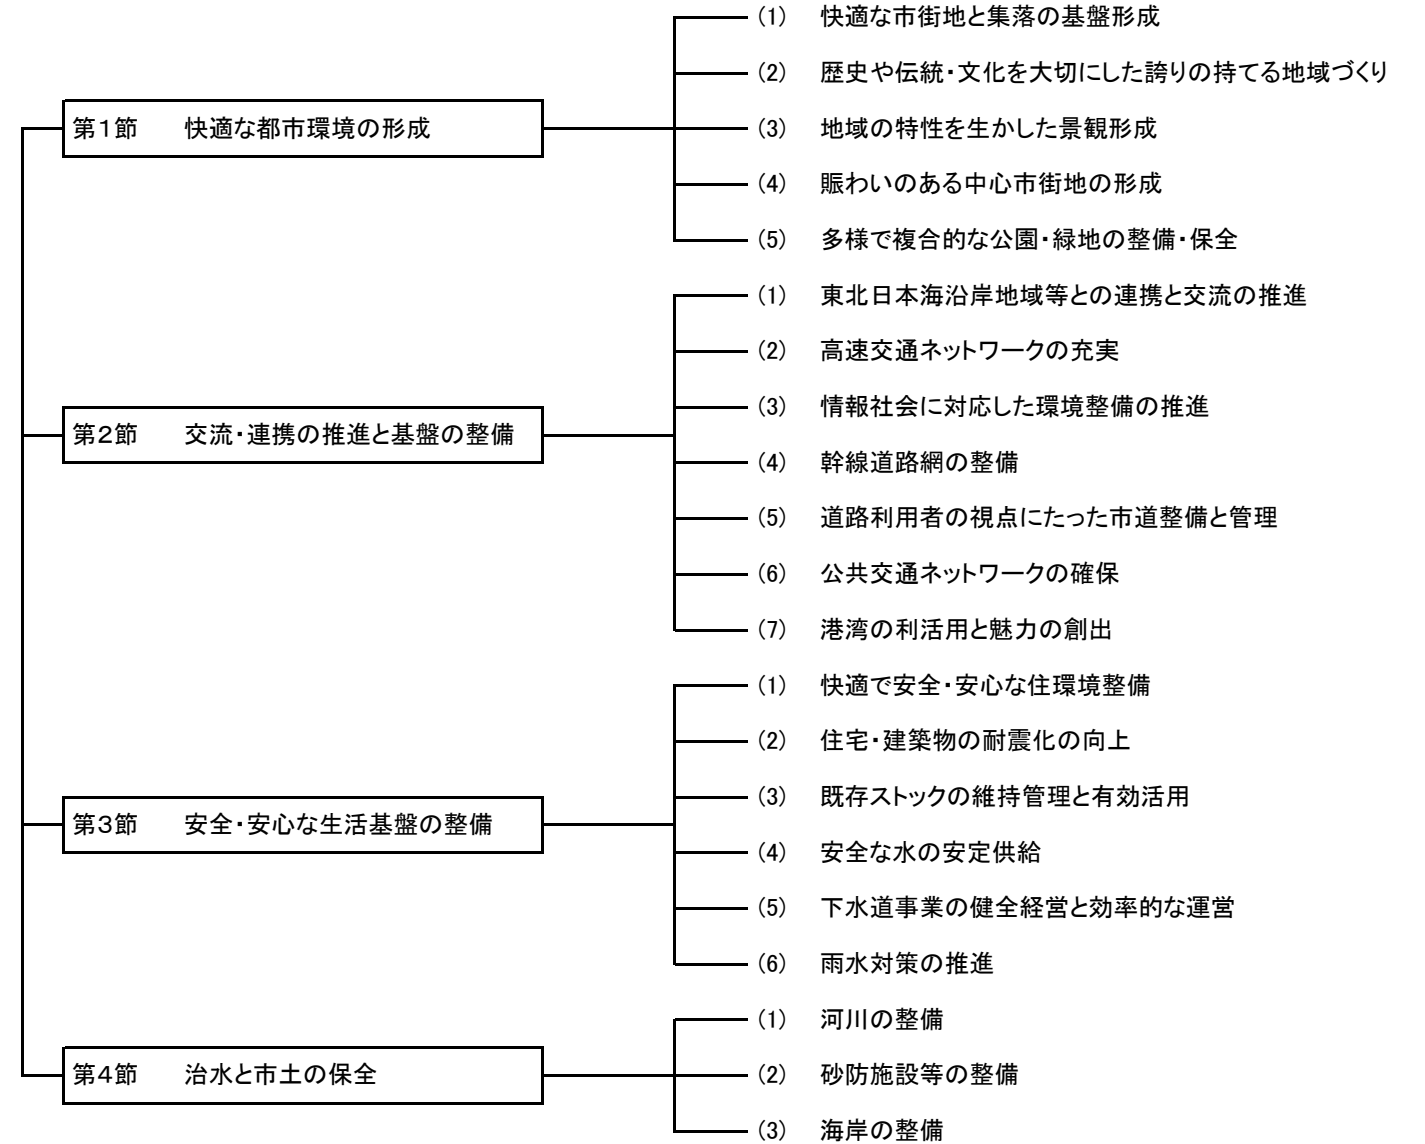 第1節　快適な都市環境の形成
(1)　快適な市街地と集落の基盤形成
(2)　歴史や伝統・文化を大切にした誇りの持てる地域づくり
(3)　地域の特性を生かした景観形成
(4)　賑わいのある中心市街地の形成
(5)　多様で複合的な公園・緑地の整備・保全
第2節　交流・連携の推進と基盤の整備
(1)　東北日本海沿岸地域等との連携と交流の推進
(2)　高速交通ネットワークの充実
(3)　情報社会に対応した環境整備の推進
(4)　幹線道路網の整備
(5)　道路利用者の視点にたった市道整備と管理
(6)　公共交通ネットワークの確保
(7)　港湾の利活用と魅力の創出
第3節　安全・安心な生活基盤の整備
(1)　快適で安全・安心な住環境整備
(2)　住宅・建築物の耐震化の向上
(3)　既存ストックの維持管理と有効活用
(4)　安全な水の安定供給
(5)　下水道事業の健全経営と効率的な運営
(6)　雨水対策の推進
第4節　治水と市土の保全
(1)　河川の整備
(2)　砂防施設等の整備
(3)　海岸の整備